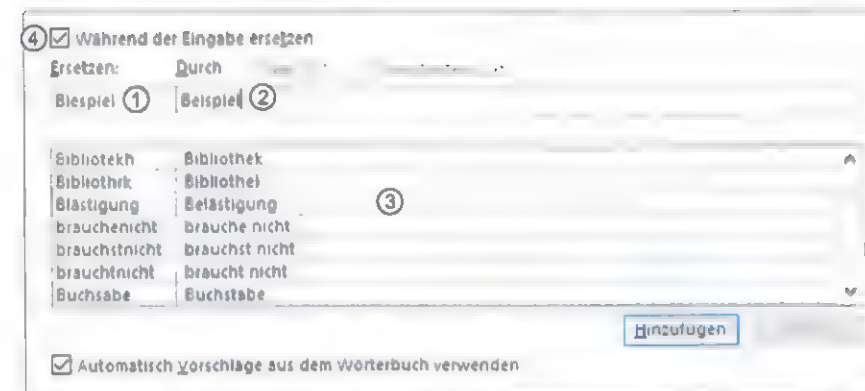 ④ Während der Eingabe ersetzen
Ersetzen: Durch
Biespiel ① Beispiel ②
Bibliotekh Bibliothek
Bibliothrk
Blästigung Belästigung ③
brauchenicht brauche nicht
brauchstnicht brauchst nicht
brauchtnicht braucht nicht
Buchsabe Buchstabe
Hinzufügen
Automatisch Vorschläge aus dem Wörterbuch verwenden